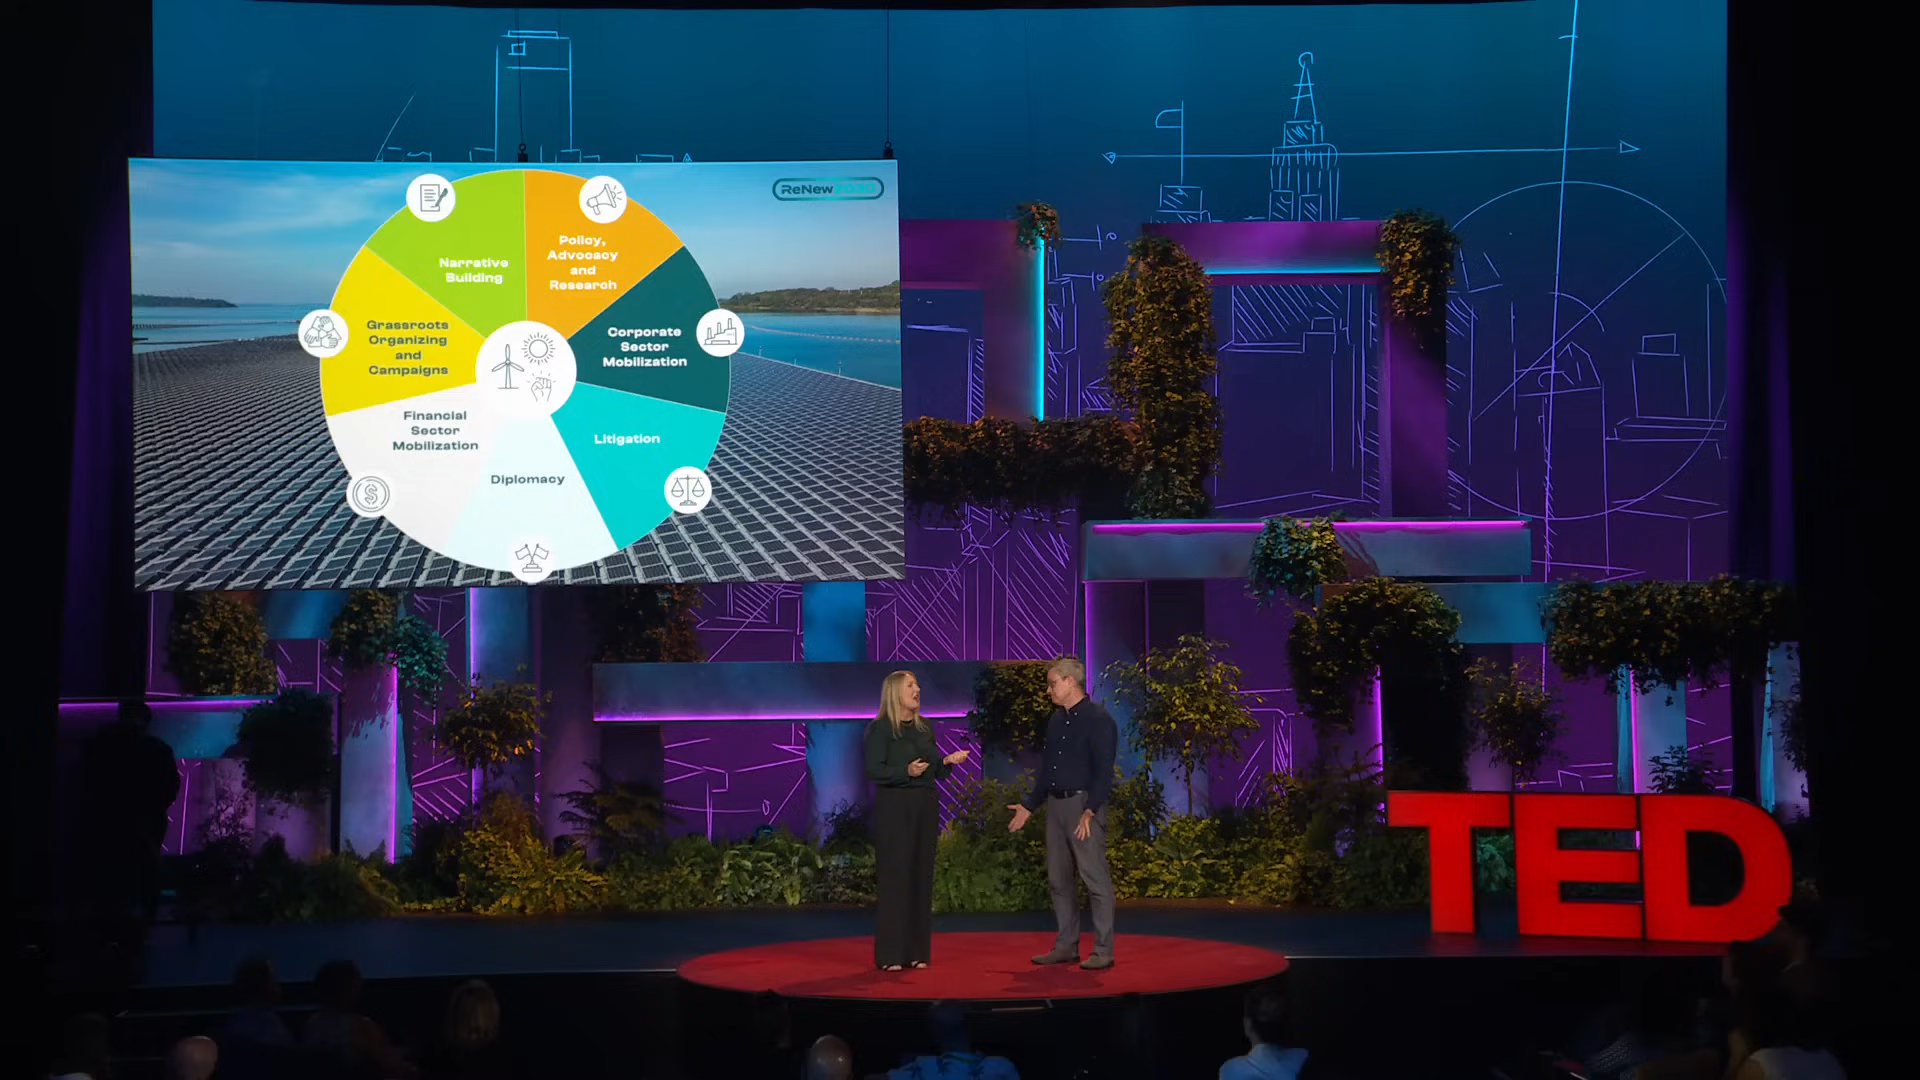 ReNew2030
Narrative
Building
Policy,
Advocacy
and
Research
Grassroots
Organizing
and
Campaigns
Corporate
Sector
Mobilization
Financial
Sector
Mobilization
Litigation
Diplomacy
TED